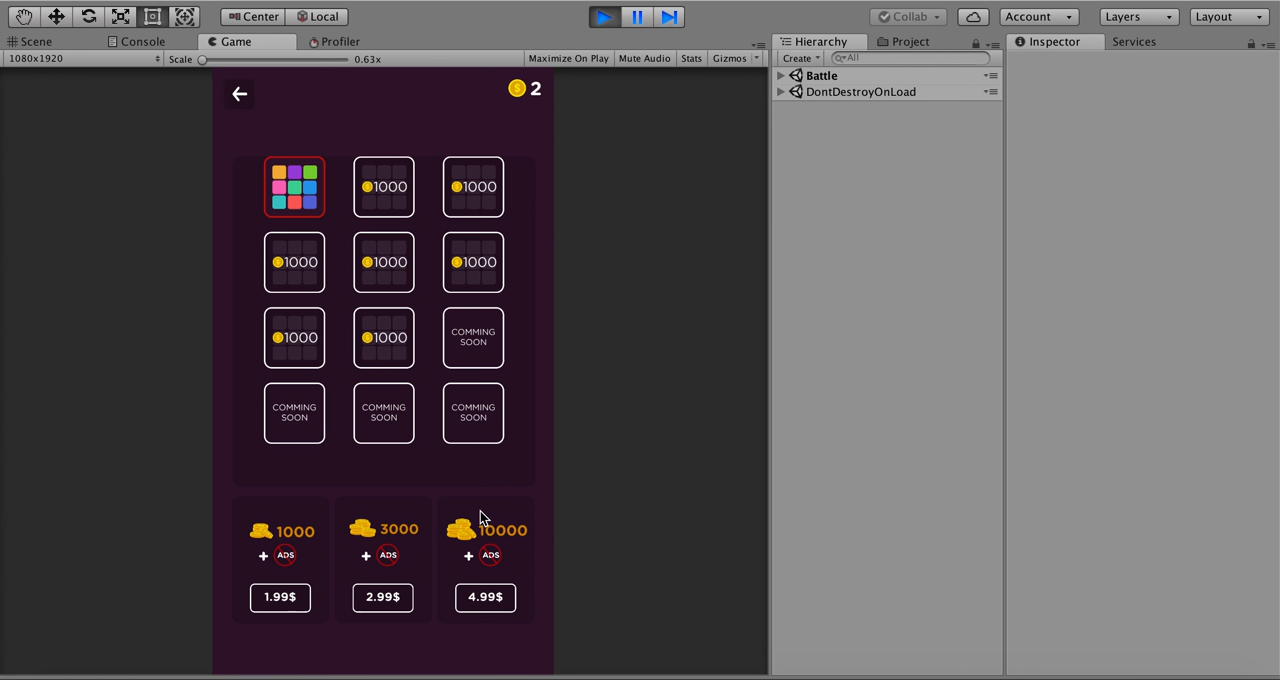 Center Local Collab Account Layers Layout
Scene Console Game Profiler Hierarchy Project Inspector Services
1080x1920 Scale 0.63x Maximize On Play Mute Audio Stats Gizmos Create All
Battle
DontDestroyOnLoad
2
1000 1000
1000 1000 1000
1000 1000 COMMING
SOON
COMMING COMMING COMMING
SOON SOON SOON
1000 3000 10000
+ ADS + ADS + ADS
1.99$ 2.99$ 4.99$